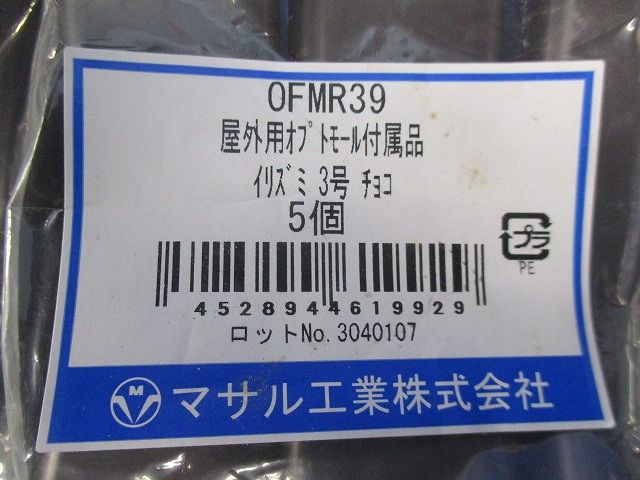 OFMR39
屋外用ｵﾌﾟﾄﾓｰﾙ付属品
ｲﾘｽﾞﾐ 3号 ﾁｮｺ
5個
プラ
PE
4528944619929
ロットNo.3040107
M マサル工業株式会社